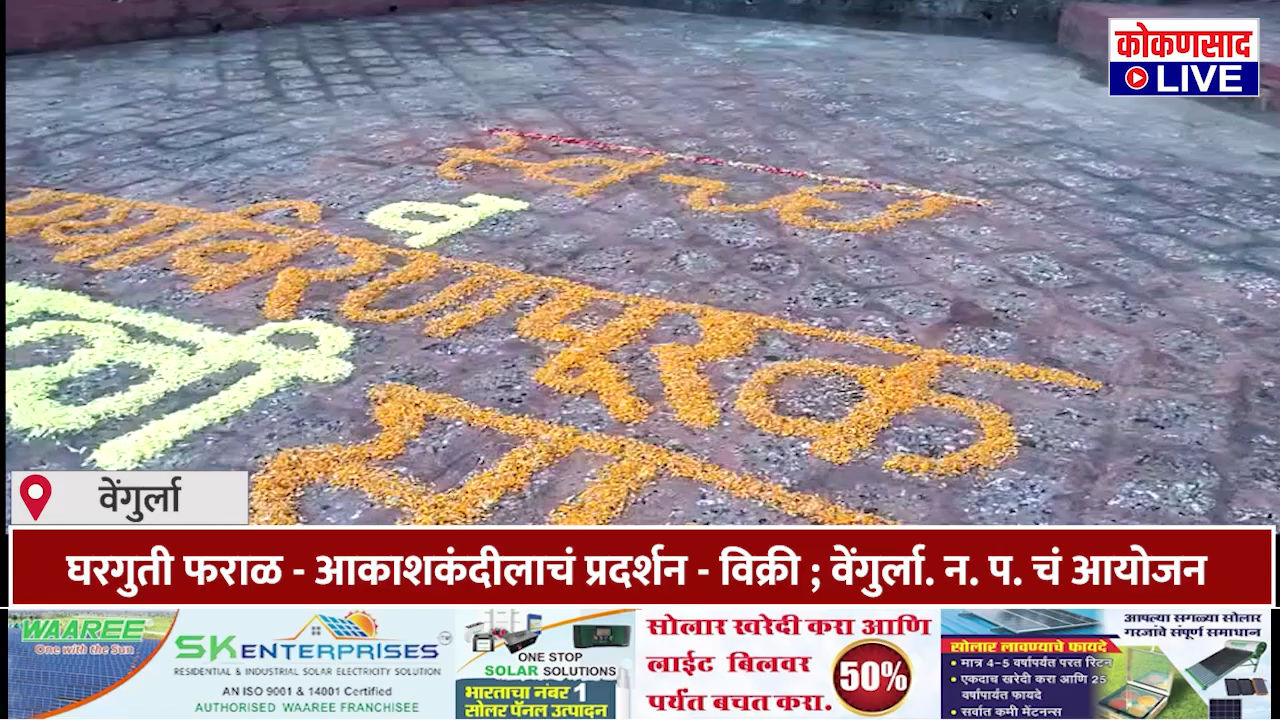 कोकणसाद
LIVE
स्वच्छ
पूरक
वेंगुर्ला
घरगुती फराळ - आकाशकंदीलाचं प्रदर्शन - विक्री ; वेंगुर्ला. न. प. चं आयोजन
WAAREE
One with the Sun
SK ENTERPRISES
RESIDENTIAL & INDUSTRIAL SOLAR ELECTRICITY SOLUTION
AN ISO 9001 & 14001 Certified
AUTHORISED WAAREE FRANCHISEE
ONE STOP
SOLAR SOLUTIONS
भारताचा नंबर 1
सोलर पॅनल उत्पादन
सोलार खरेदी करा आणि
लाईट बिलवर
पर्यंत बचत करा.
50%
सोलार लावण्याचे फायदे
• मात्र 4-5 वर्षापर्यंत परत रिटर्न
• एकदाच खरेदी करा आणि 25
वर्षापर्यंत फायदे
• सर्वात कमी मेंटनन्स
आपल्या सगळ्या सोलार
गरजांचे संपूर्ण समाधान